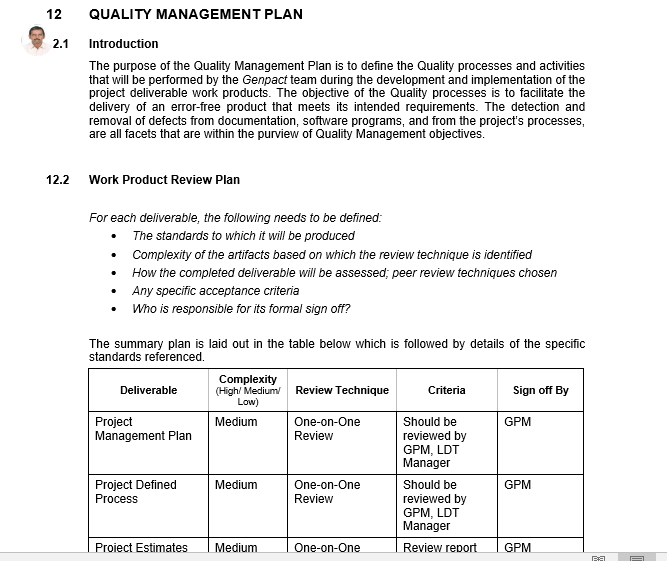 12 QUALITY MANAGEMENT PLAN
2.1 Introduction
The purpose of the Quality Management Plan is to define the Quality processes and activities
that will be performed by the Genpact team during the development and implementation of the
project deliverable work products. The objective of the Quality processes is to facilitate the
delivery of an error-free product that meets its intended requirements. The detection and
removal of defects from documentation, software programs, and from the project's processes,
are all facets that are within the purview of Quality Management objectives.
12.2 Work Product Review Plan
For each deliverable, the following needs to be defined:
• The standards to which it will be produced
• Complexity of the artifacts based on which the review technique is identified
• How the completed deliverable will be assessed; peer review techniques chosen
• Any specific acceptance criteria
• Who is responsible for its formal sign off?
The summary plan is laid out in the table below which is followed by details of the specific
standards referenced.
Deliverable Complexity (High/ Medium/ Low) Review Technique Criteria Sign off By
Project Medium One-on-One Should be GPM
Management Plan Review reviewed by
GPM, LDT
Manager
Project Defined Medium One-on-One Should be GPM
Process Review reviewed by
GPM, LDT
Manager
Project Estimates Medium One-on-One Review report GPM